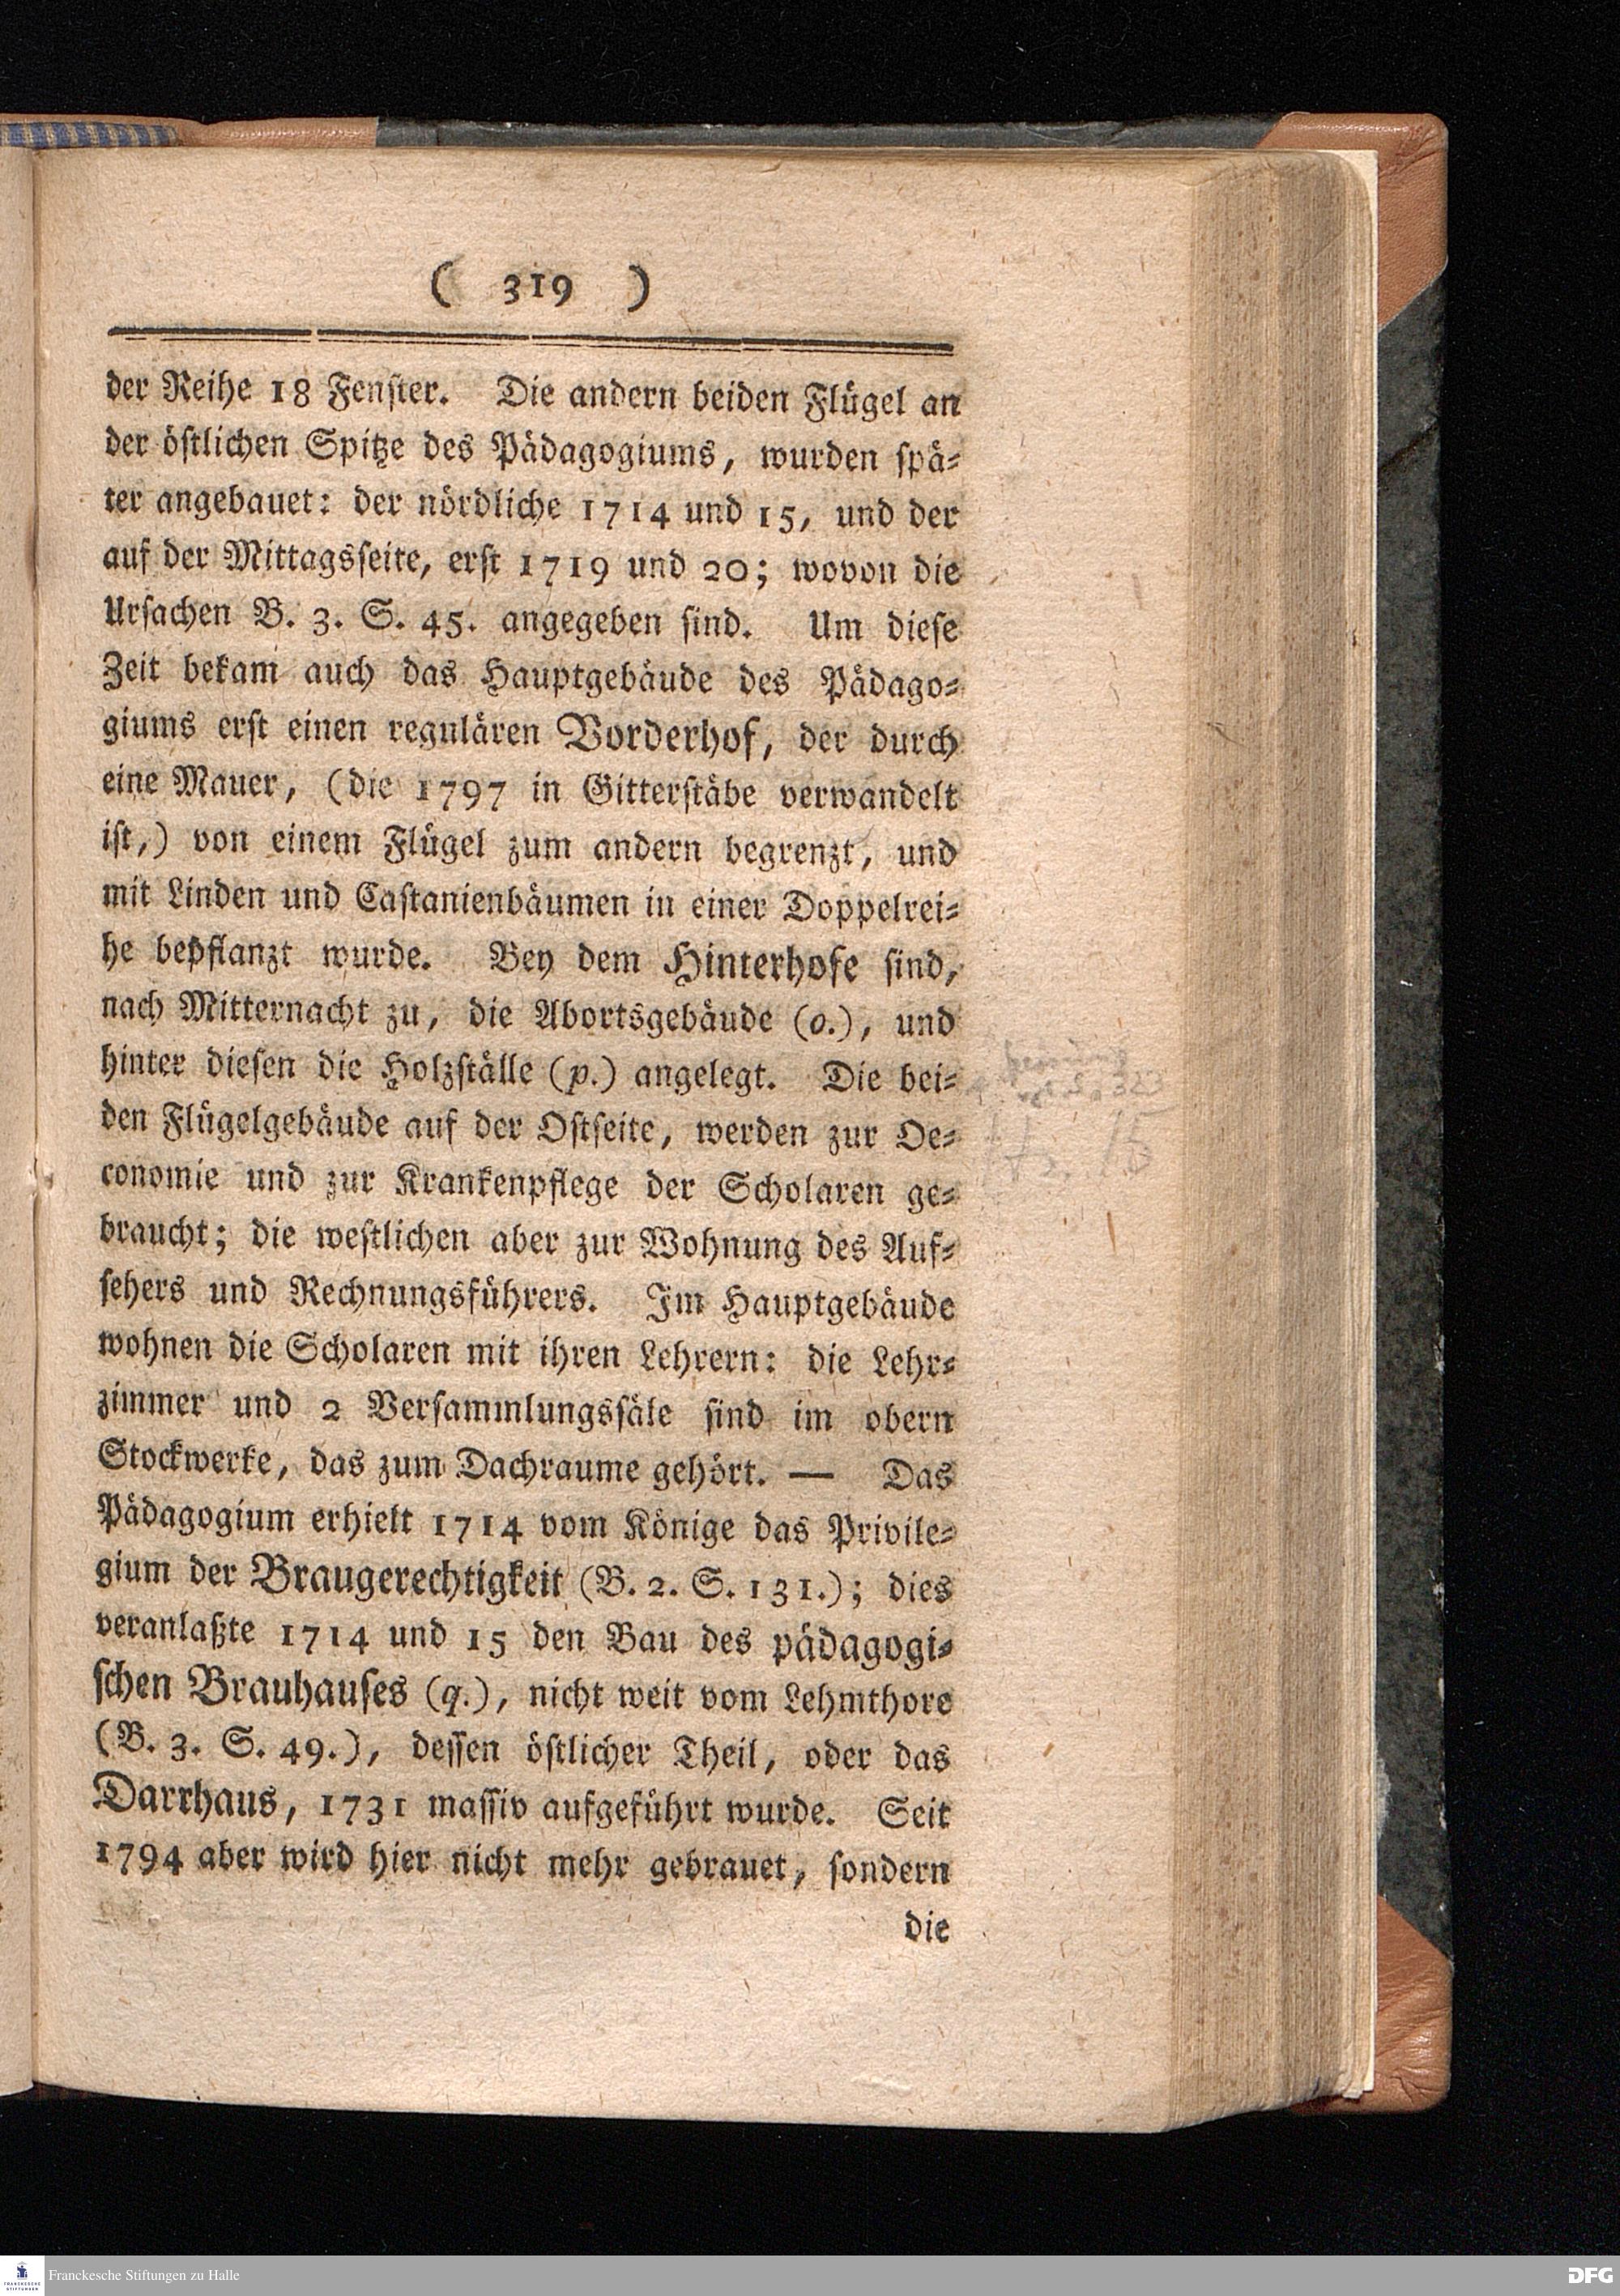 ( 319 )
der Reihe 18 Fenster. Die andern beiden Flügel an
der östlichen Spitze des Pädagogiums, wurden spä-
ter angebauet: der nördliche 1714 und 15, und der
auf der Mittagsseite, erst 1719 und 20; wovon die
Ursachen B. 3. S. 45. angegeben sind. Um diese
Zeit bekam auch das Hauptgebäude des Pädago-
giums erst einen regulären Vorderhof, der durch
eine Mauer, (die 1797 in Gitterstäbe verwandelt
ist,) von einem Flügel zum andern begrenzt, und
mit Linden und Castanienbäumen in einer Doppelrei-
he bepflanzt wurde. Bey dem Hinterhofe sind,
nach Mitternacht zu, die Abortsgebäude (o.), und
hinter diesen die Holzställe (p.) angelegt. Die bei-
den Flügelgebäude auf der Ostseite, werden zur Oe-
conomie und zur Krankenpflege der Scholaren ge-
braucht; die westlichen aber zur Wohnung des Auf-
sehers und Rechnungsführers. Im Hauptgebäude
wohnen die Scholaren mit ihren Lehrern: die Lehr-
zimmer und 2 Versammlungssäle sind im obern
Stockwerke, das zum Dachraume gehört. — Das
Pädagogium erhielt 1714 vom Könige das Privile-
gium der Braugerechtigkeit (B. 2. S. 131.); dies
veranlaßte 1714 und 15 den Bau des pädagogi-
schen Brauhauses (q.), nicht weit vom Lehmthore
(B. 3. S. 49.), dessen östlicher Theil, oder das
Darrhaus, 1731 massiv aufgeführt wurde. Seit
1794 aber wird hier nicht mehr gebrauet, sondern
die
FRANCKESCHE STIFTUNGEN
Franckesche Stiftungen zu Halle
DFG